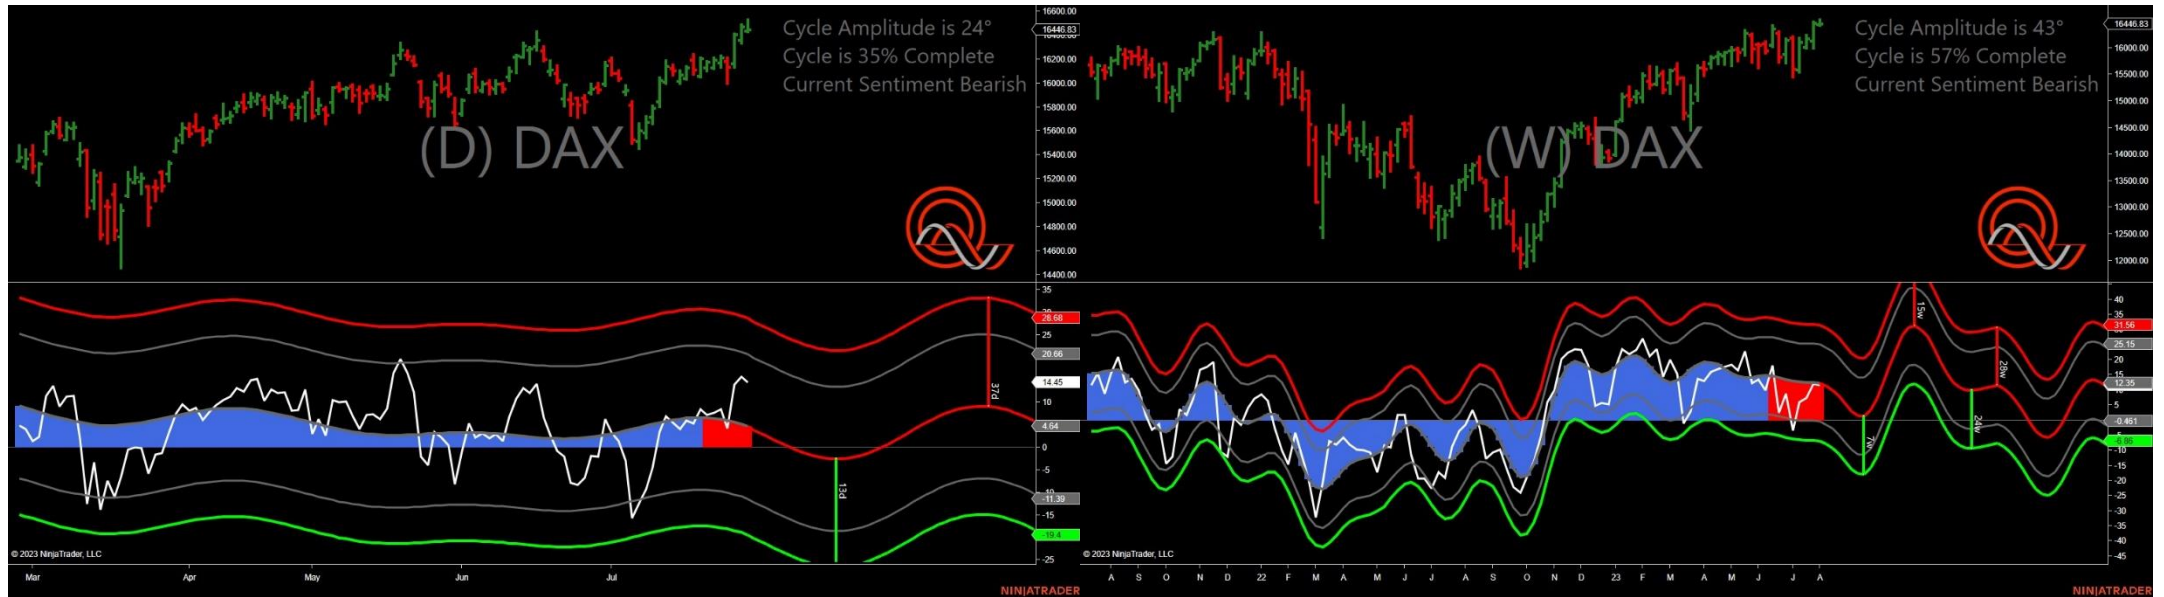 Cycle Amplitude is 24°
Cycle is 35% Complete
Current Sentiment Bearish
(D) DAX
16600.00
16446.83
16200.00
16000.00
15800.00
15600.00
15400.00
15200.00
15000.00
14800.00
14600.00
14400.00
35
28.68
20.66
14.45
10
4.64
0
-5
-11.39
-15
-19.4
-25
37d
13d
© 2023 NinjaTrader, LLC
Mar Apr May Jun Jul
NINJATRADER
Cycle Amplitude is 43°
Cycle is 57% Complete
Current Sentiment Bearish
(W) DAX
16446.83
16000.00
15500.00
15000.00
14500.00
14000.00
13500.00
13000.00
12500.00
12000.00
40
31.56
25.15
20
15
12.35
5
-0.461
-6.86
-10
-15
-20
-25
-30
-35
-40
-45
15w
28w
24w
7w
© 2023 NinjaTrader, LLC
A S O N D 22 F M A M J J A S O N D 23 F M A M J J A
NINJATRADER